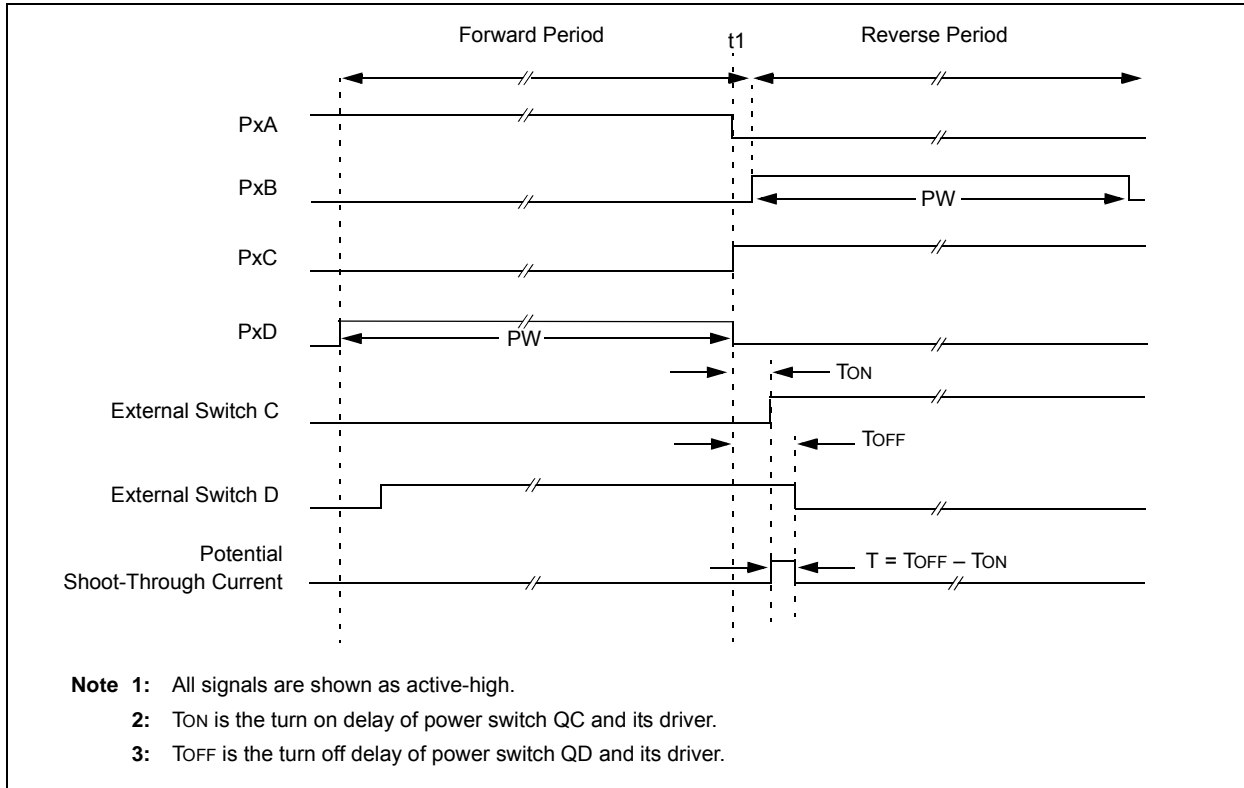 Forward Period
t1
Reverse Period
PxA
PxB
PW
PxC
PxD
PW
TON
External Switch C
TOFF
External Switch D
Potential
Shoot-Through Current
T = TOFF – TON
Note 1: All signals are shown as active-high.
2: TON is the turn on delay of power switch QC and its driver.
3: TOFF is the turn off delay of power switch QD and its driver.